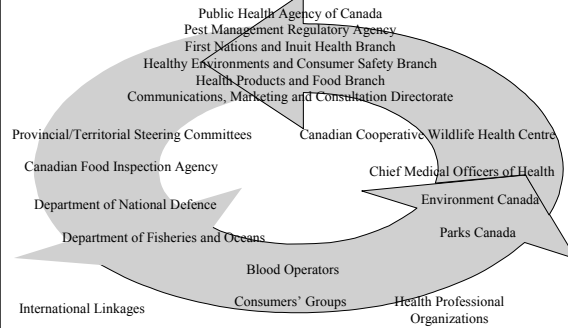 Public Health Agency of Canada
Pest Management Regulatory Agency
First Nations and Inuit Health Branch
Healthy Environments and Consumer Safety Branch
Health Products and Food Branch
Communications, Marketing and Consultation Directorate
Provincial/Territorial Steering Committees
Canadian Cooperative Wildlife Health Centre
Canadian Food Inspection Agency
Chief Medical Officers of Health
Department of National Defence
Environment Canada
Department of Fisheries and Oceans
Parks Canada
Blood Operators
International Linkages
Consumers’ Groups
Health Professional
Organizations